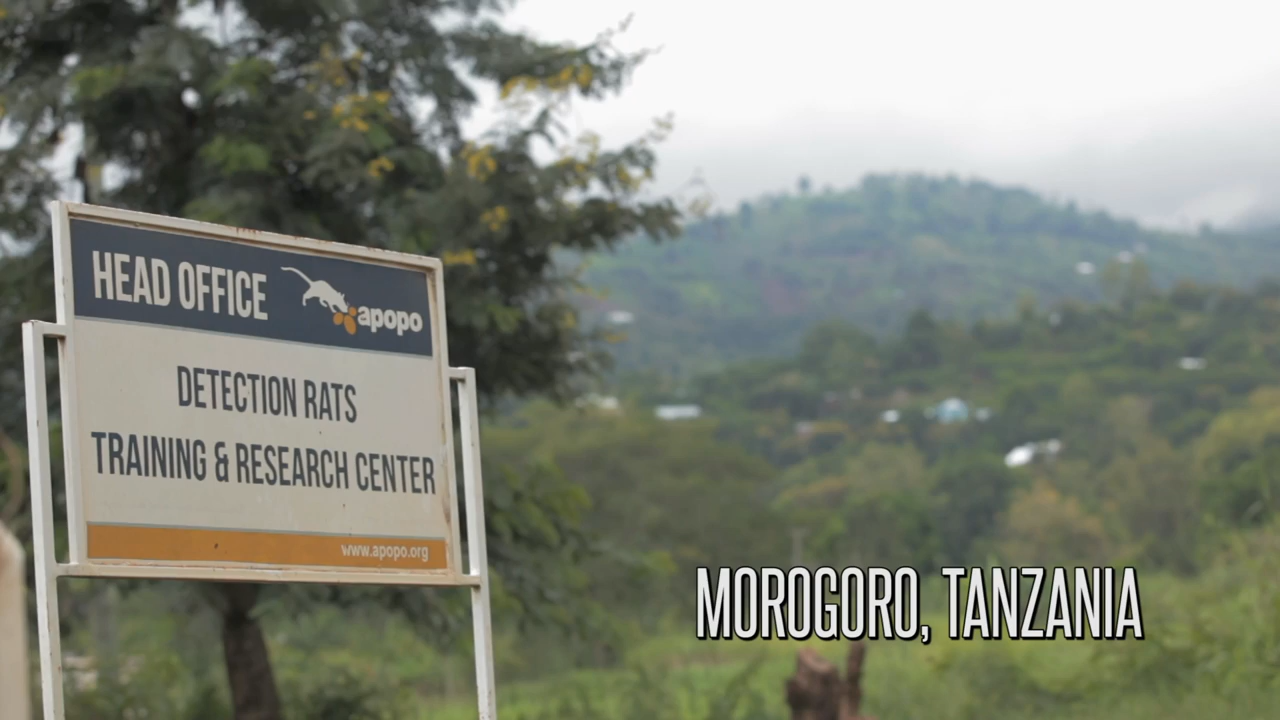 HEAD OFFICE
apopo
DETECTION RATS
TRAINING & RESEARCH CENTER
www.apopo.org
MOROGORO, TANZANIA